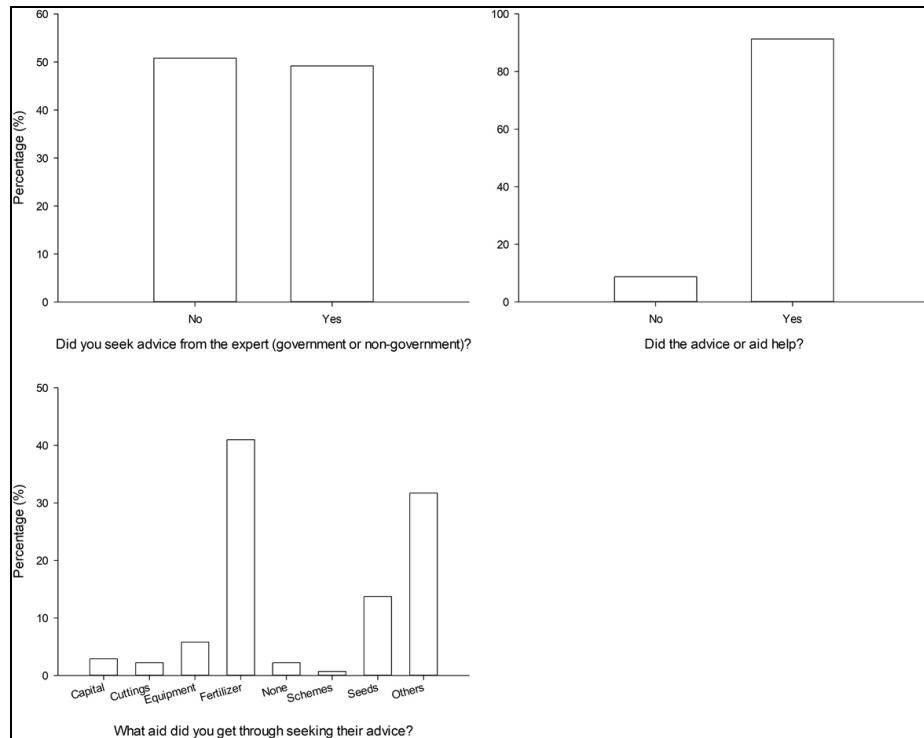 60
50
40
30
20
10
0
Percentage (%)
No
Yes
Did you seek advice from the expert (government or non-government)?
100
80
60
40
20
0
No
Yes
Did the advice or aid help?
50
40
30
20
10
0
Percentage (%)
Capital
Cuttings
Equipment
Fertilizer
None
Schemes
Seeds
Others
What aid did you get through seeking their advice?